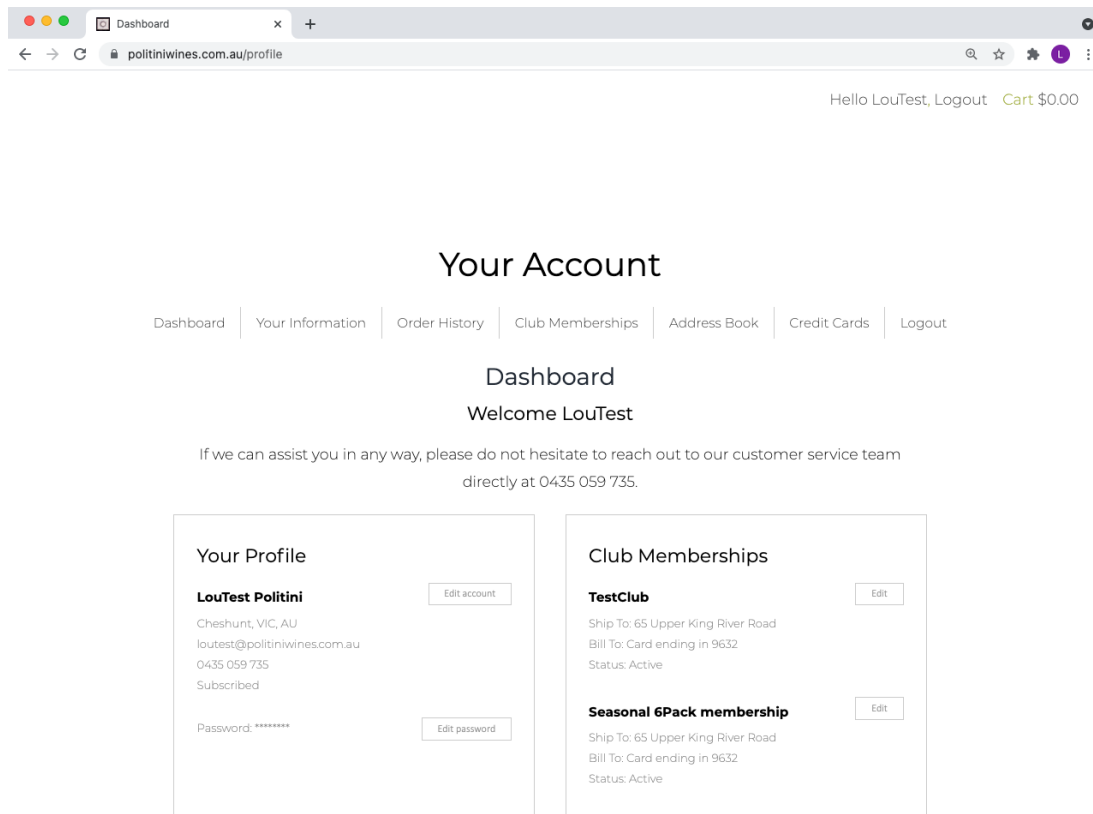 Dashboard
politiniwines.com.au/profile
L
Hello LouTest, Logout Cart $0.00
Your Account
Dashboard Your Information Order History Club Memberships Address Book Credit Cards Logout
Dashboard
Welcome LouTest
If we can assist you in any way, please do not hesitate to reach out to our customer service team
directly at 0435 059 735.
Your Profile
LouTest Politini
Edit account
Cheshunt, VIC, AU
loutest@politiniwines.com.au
0435 059 735
Subscribed
Password: ********
Edit password
Club Memberships
TestClub
Edit
Ship To: 65 Upper King River Road
Bill To: Card ending in 9632
Status: Active
Seasonal 6Pack membership
Edit
Ship To: 65 Upper King River Road
Bill To: Card ending in 9632
Status: Active